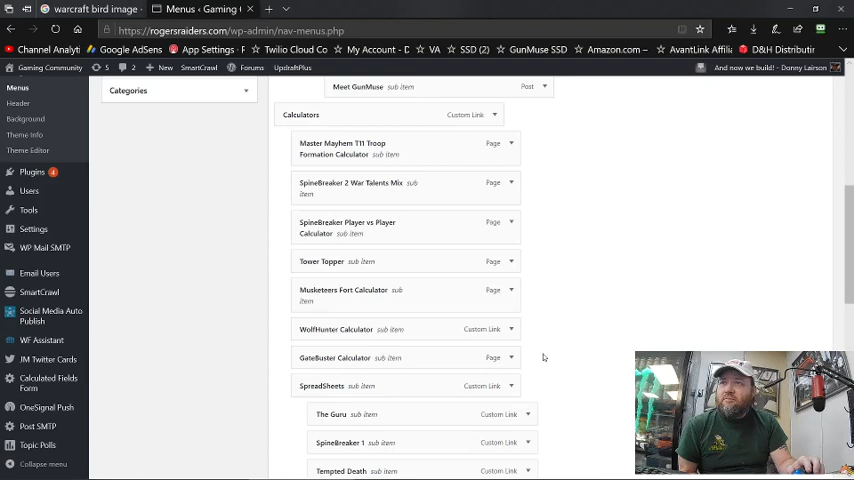 warcraft bird image
Menus ‹ Gaming C
https://rogersraiders.com/wp-admin/nav-menus.php
Channel Analyti
Google AdSens
App Settings
Twilio Cloud Co
My Account - D
VA
SSD (2)
GunMuse SSD
Amazon.com –
AvantLink Affiliat
D&H Distributin
Gaming Community
5
2
New
SmartCrawl
Forums
UpdraftPlus
And now we build! - Donny Lairson
Menus
Header
Background
Theme Info
Theme Editor
Plugins 4
Users
Tools
Settings
WP Mail SMTP
Email Users
SmartCrawl
Social Media Auto
Publish
WF Assistant
JM Twitter Cards
Calculated Fields
Form
OneSignal Push
Post SMTP
Topic Polls
Collapse menu
Categories
Meet GunMuse sub item Post
Calculators Custom Link
Master Mayhem T11 Troop Page
Formation Calculator sub item
SpineBreaker 2 War Talents Mix sub Page
item
SpineBreaker Player vs Player Page
Calculator sub item
Tower Topper sub item Page
Musketeers Fort Calculator sub Page
item
WolfHunter Calculator sub item Custom Link
GateBuster Calculator sub item Page
SpreadSheets sub item Custom Link
The Guru sub item Custom Link
SpineBreaker 1 sub item Custom Link
Tempted Death sub item Custom Link